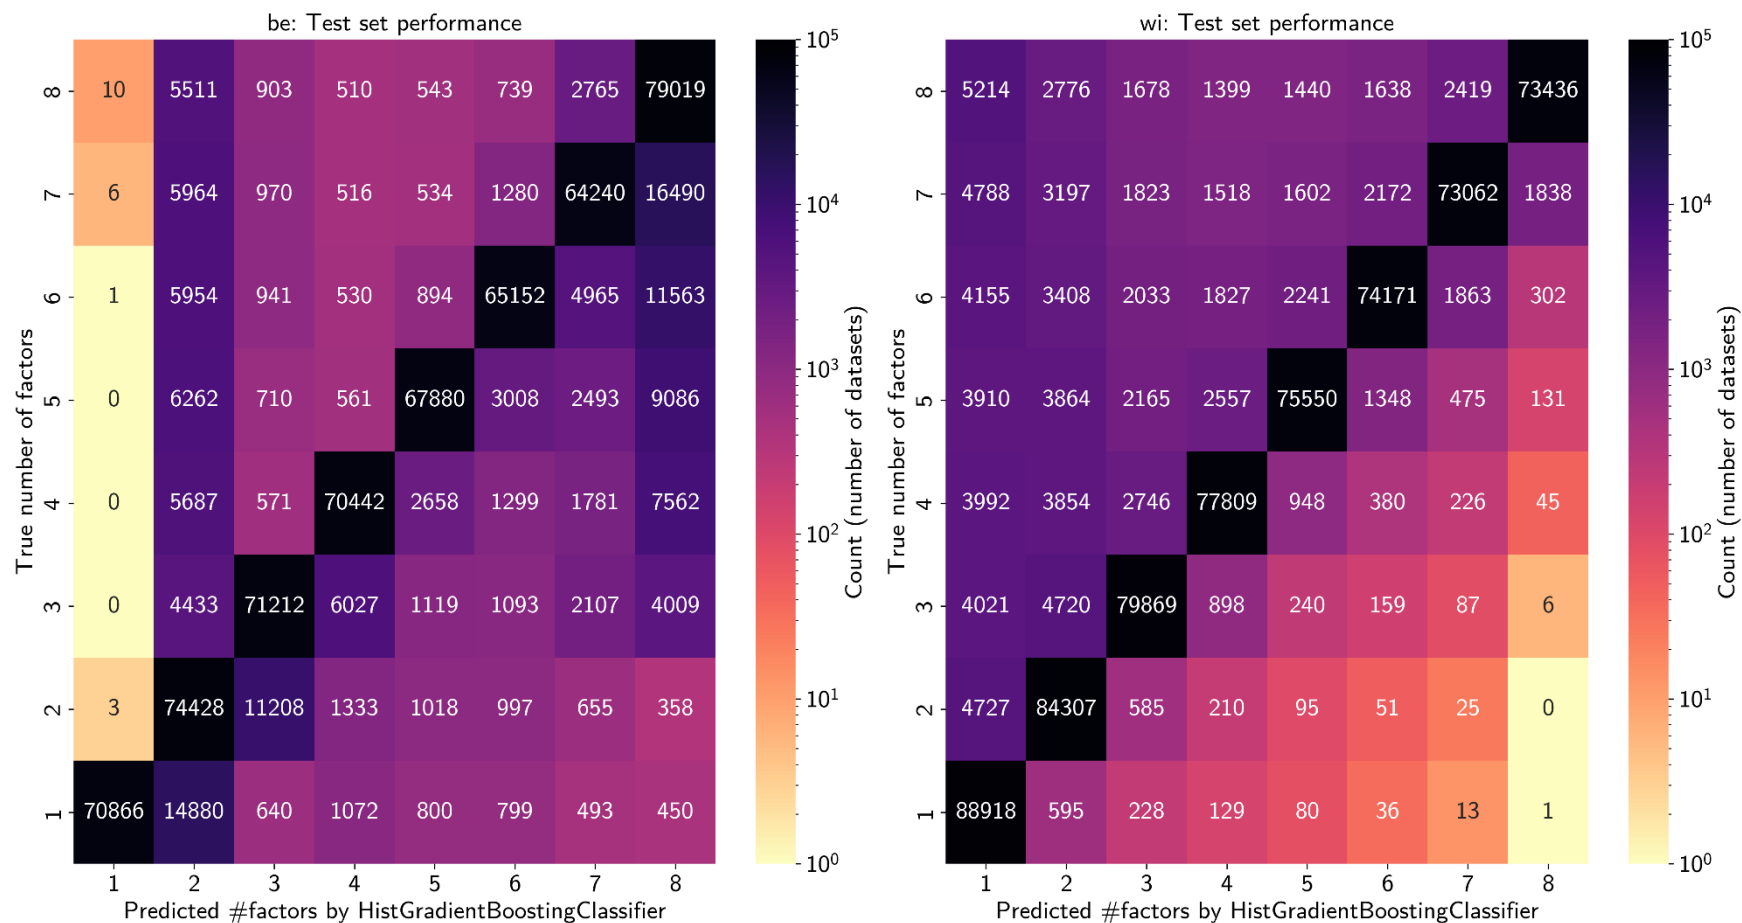 be: Test set performance
8 10 5511 903 510 543 739 2765 79019
7 6 5964 970 516 534 1280 64240 16490
6 1 5954 941 530 894 65152 4965 11563
5 0 6262 710 561 67880 3008 2493 9086
4 0 5687 571 70442 2658 1299 1781 7562
3 0 4433 71212 6027 1119 1093 2107 4009
2 3 74428 11208 1333 1018 997 655 358
1 70866 14880 640 1072 800 799 493 450
1 2 3 4 5 6 7 8
Predicted #factors by HistGradientBoostingClassifier
True number of factors
10^5
10^4
10^3
10^2
10^1
10^0
Count (number of datasets)
wi: Test set performance
8 5214 2776 1678 1399 1440 1638 2419 73436
7 4788 3197 1823 1518 1602 2172 73062 1838
6 4155 3408 2033 1827 2241 74171 1863 302
5 3910 3864 2165 2557 75550 1348 475 131
4 3992 3854 2746 77809 948 380 226 45
3 4021 4720 79869 898 240 159 87 6
2 4727 84307 585 210 95 51 25 0
1 88918 595 228 129 80 36 13 1
1 2 3 4 5 6 7 8
Predicted #factors by HistGradientBoostingClassifier
True number of factors
10^5
10^4
10^3
10^2
10^1
10^0
Count (number of datasets)